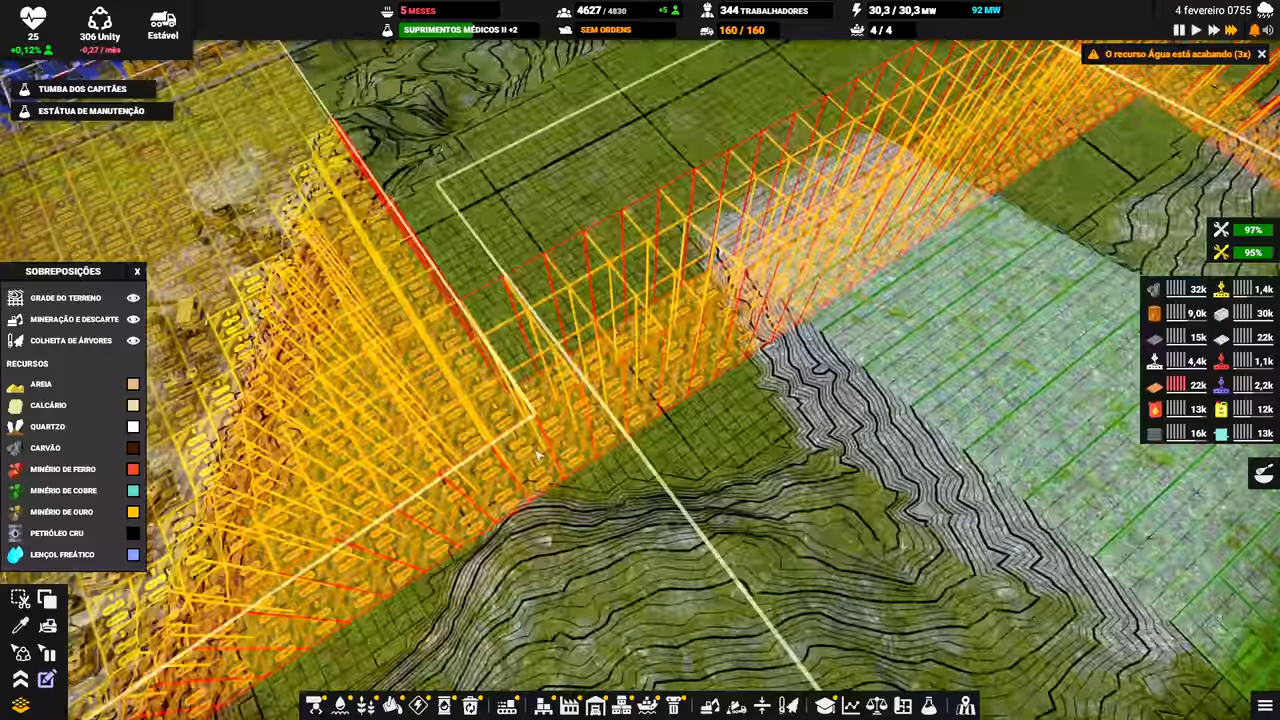 25
+0,12%
306 Unity
-0,27 / mês
Estável
5 MESES
SUPRIMENTOS MÉDICOS II +2
4627 / 4830
+5
SEM ORDENS
344 TRABALHADORES
160 / 160
30,3 / 30,3 MW
92 MW
4 / 4
4 fevereiro 0755
O recurso Água está acabando (3x)
X
TUMBA DOS CAPITÃES
ESTÁTUA DE MANUTENÇÃO
97%
95%
SOBREPOSIÇÕES
X
GRADE DO TERRENO
MINERAÇÃO E DESCARTE
COLHEITA DE ÁRVORES
RECURSOS
AREIA
CALCÁRIO
QUARTZO
CARVÃO
MINÉRIO DE FERRO
MINÉRIO DE COBRE
MINÉRIO DE OURO
PETRÓLEO CRU
LENÇOL FREÁTICO
32k
1,4k
9,0k
30k
15k
22k
4,4k
1,1k
22k
2,2k
13k
12k
16k
13k